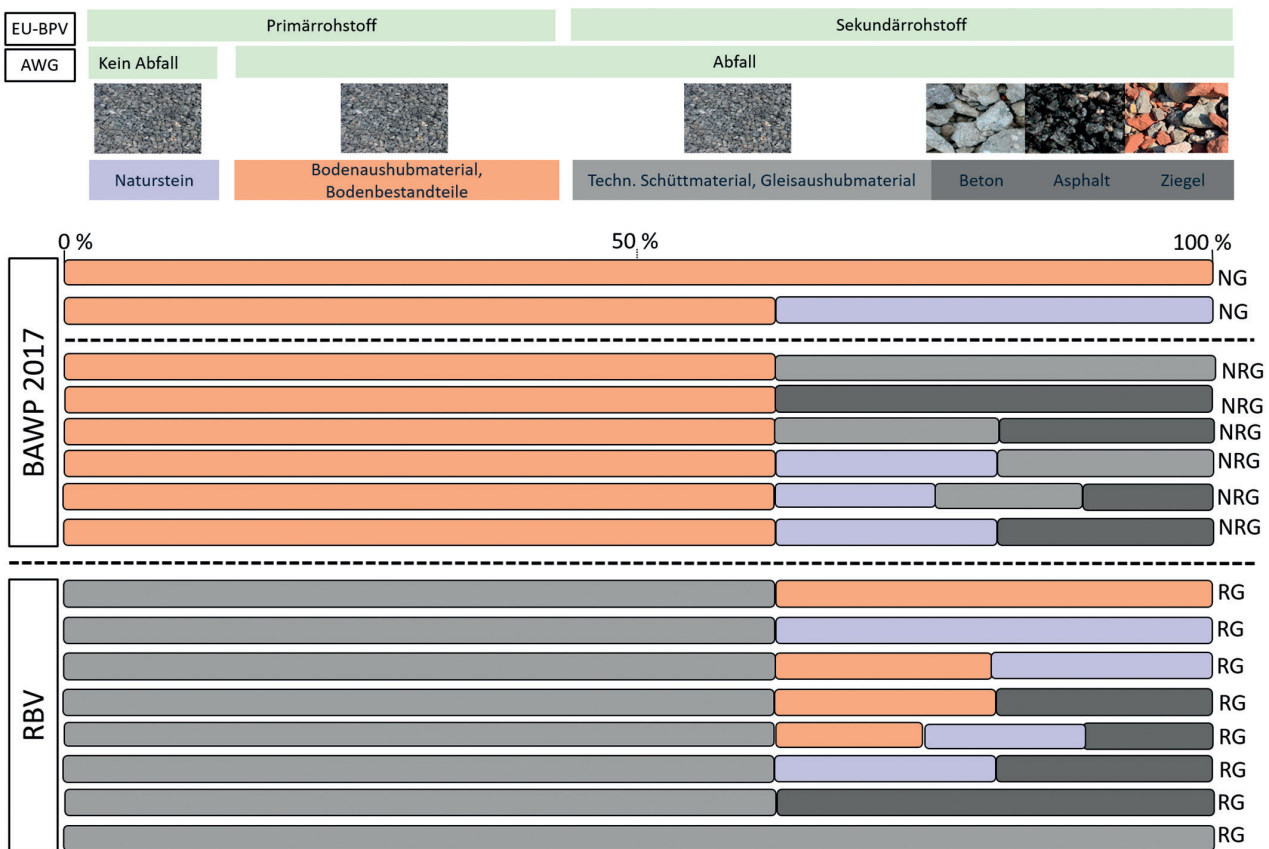 EU-BPV
Primärrohstoff
Sekundärrohstoff
AWG
Kein Abfall
Abfall
Naturstein
Bodenaushubmaterial,
Bodenbestandteile
Techn. Schüttmaterial, Gleisaushubmaterial
Beton
Asphalt
Ziegel
0 %
50 %
100 %
BAWP 2017
NG
NG
NRG
NRG
NRG
NRG
NRG
NRG
RBV
RG
RG
RG
RG
RG
RG
RG
RG